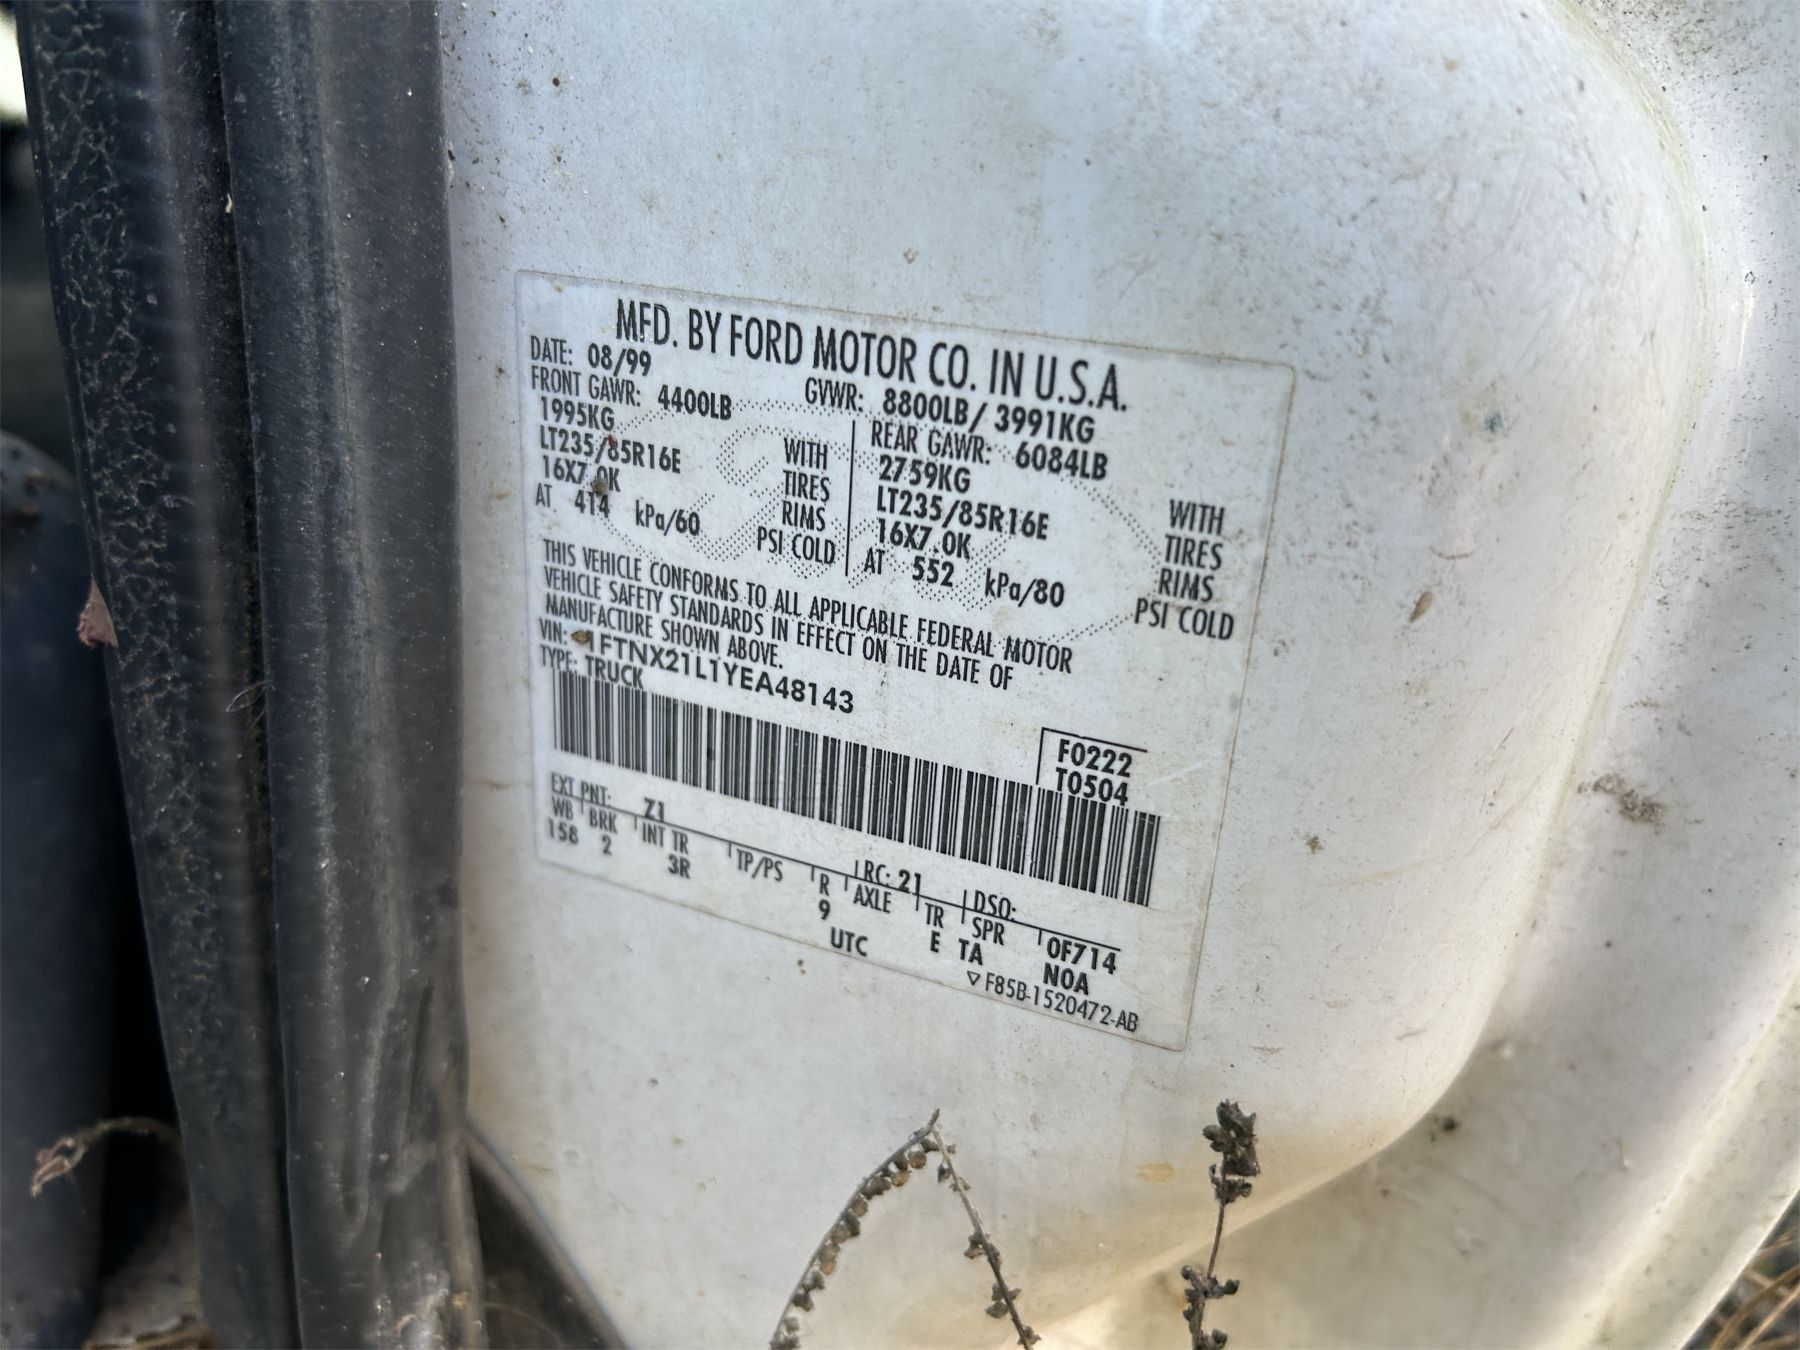 MFD. BY FORD MOTOR CO. IN U.S.A.
DATE: 08/99 GVWR: 8800LB/ 3991KG
FRONT GAWR: 4400LB REAR GAWR: 6084LB
1995KG WITH 2759KG WITH
LT235/85R16E TIRES LT235/85R16E TIRES
16X7.0K RIMS 16X7.0K RIMS
AT 414 kPa/60 PSI COLD AT 552 kPa/80 PSI COLD
THIS VEHICLE CONFORMS TO ALL APPLICABLE FEDERAL MOTOR
VEHICLE SAFETY STANDARDS IN EFFECT ON THE DATE OF
MANUFACTURE SHOWN ABOVE.
VIN: 1FTNX21L1YEA48143
TYPE: TRUCK
F0222
T0504
EXT PNT: Z1 RC: 21 DSO:
WB BRK INT TR TP/PS R AXLE TR SPR 0F714
158 2 3R 9 UTC E TA N0A
F85B-1520472-AB